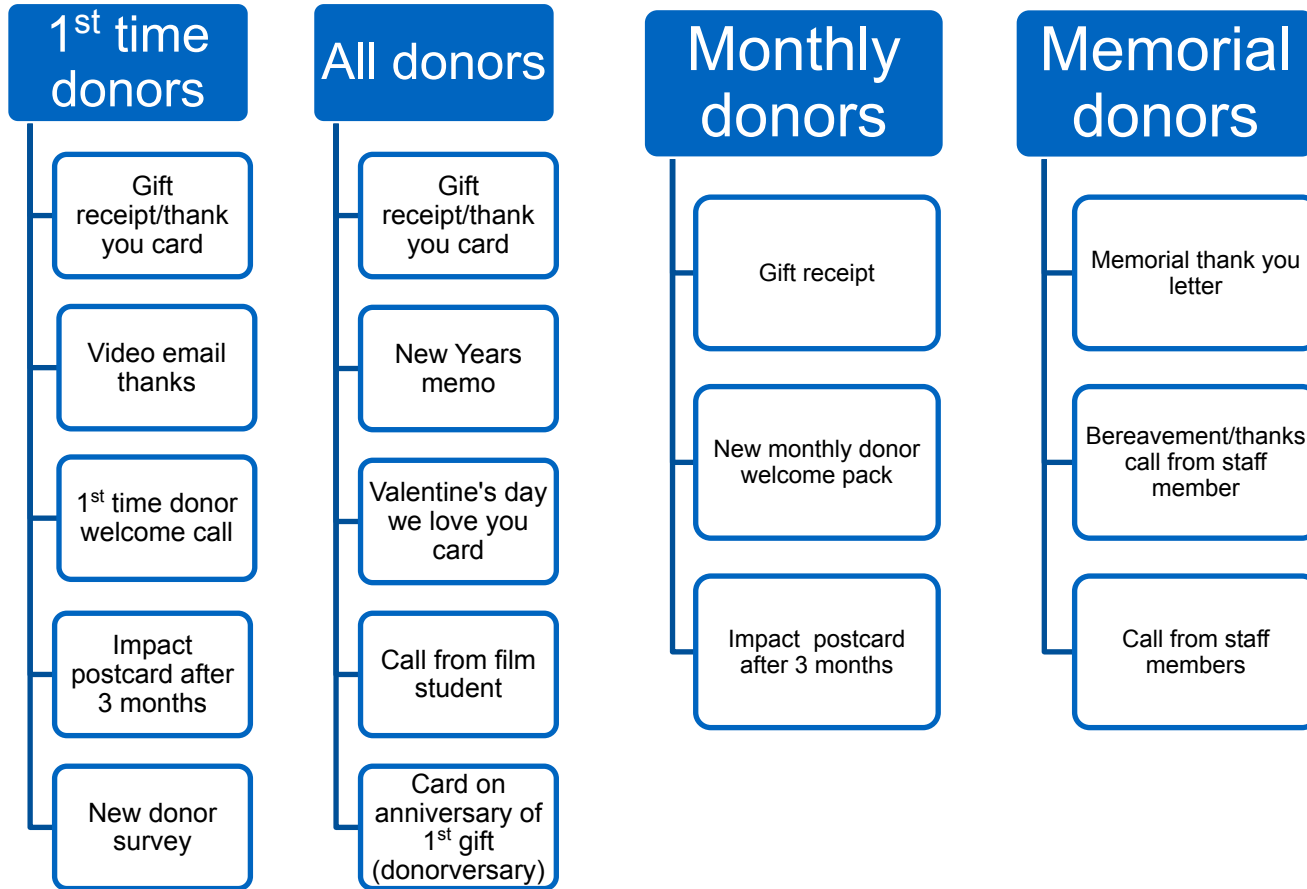 1st time
donors
Gift
receipt/thank
you card
Video email
thanks
1st time donor
welcome call
Impact
postcard after
3 months
New donor
survey
All donors
Gift
receipt/thank
you card
New Years
memo
Valentine's day
we love you
card
Call from film
student
Card on
anniversary of
1st gift
(donorversary)
Monthly
donors
Gift receipt
New monthly donor
welcome pack
Impact  postcard
after 3 months
Memorial
donors
Memorial thank you
letter
Bereavement/thanks
call from staff
member
Call from staff
members